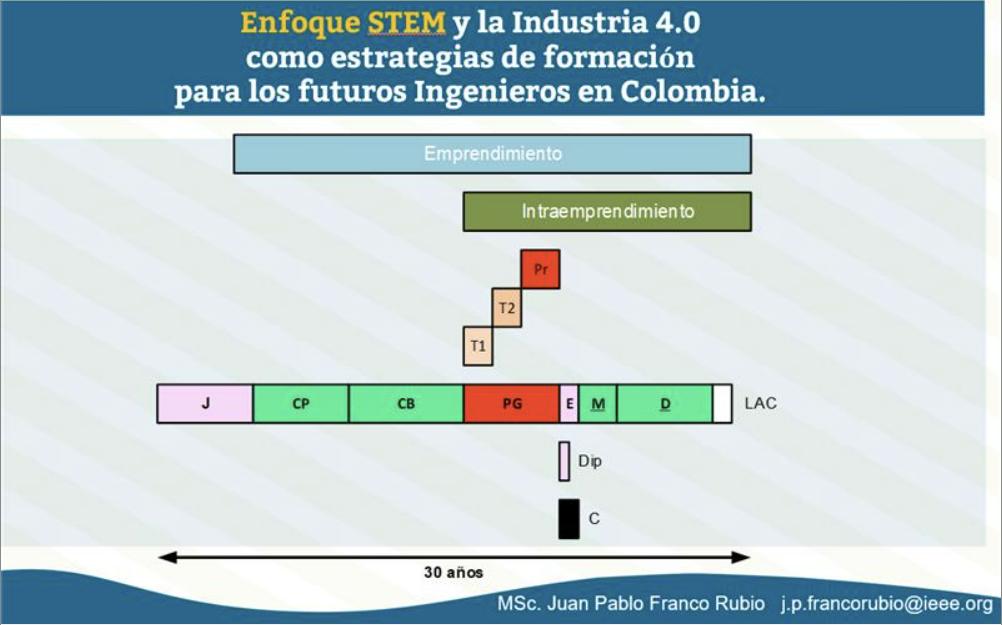 Enfoque STEM y la Industria 4.0
como estrategias de formación
para los futuros Ingenieros en Colombia.
Emprendimiento
Intraemprendimiento
Pr
T2
T1
J CP CB PG E M D LAC
Dip
C
30 años
MSc. Juan Pablo Franco Rubio j.p.francorubio@ieee.org